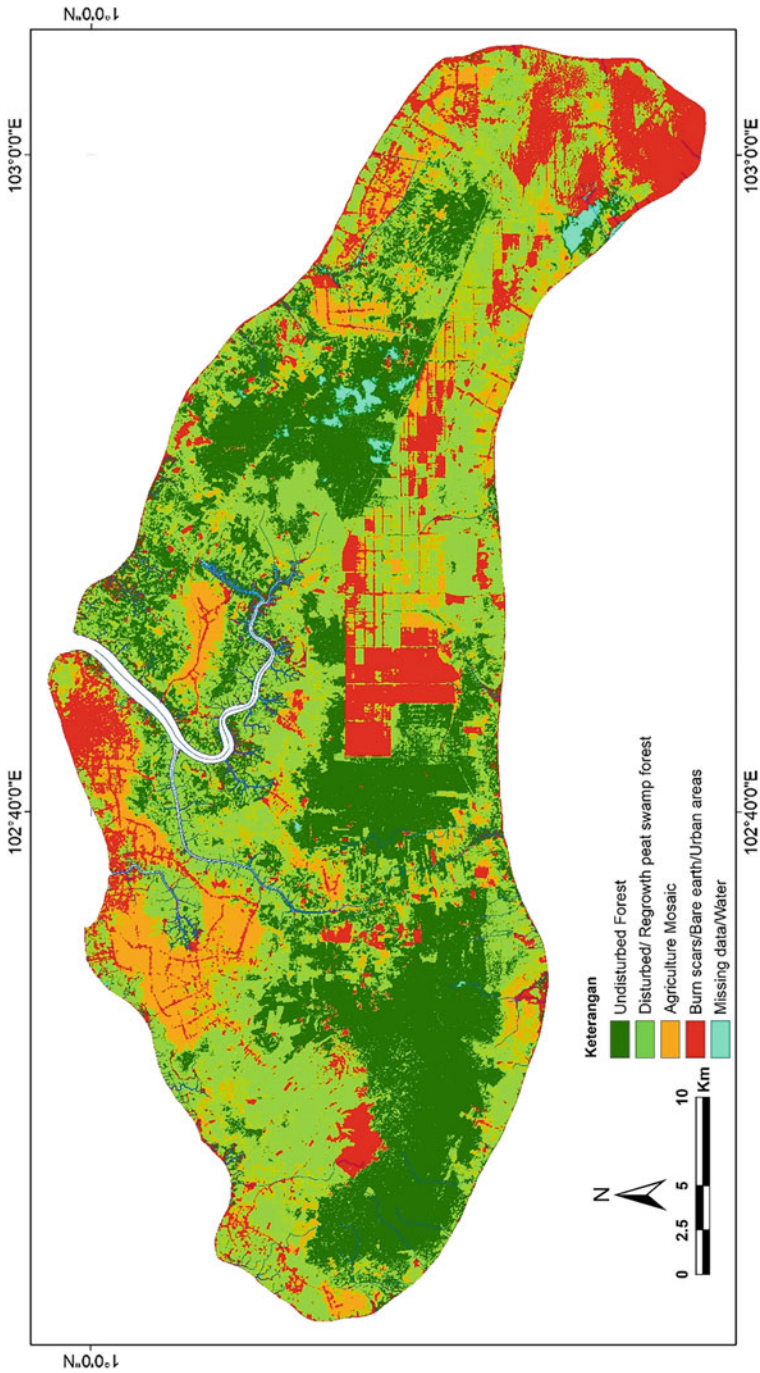 103°0'0"E
102°40'0"E
1°0'0"N
1°0'0"N
Keterangan
Undisturbed Forest
Disturbed/ Regrowth peat swamp forest
Agriculture Mosaic
Burn scars/Bare earth/Urban areas
Missing data/Water
N
0 2.5 5 10
Km
102°40'0"E
103°0'0"E